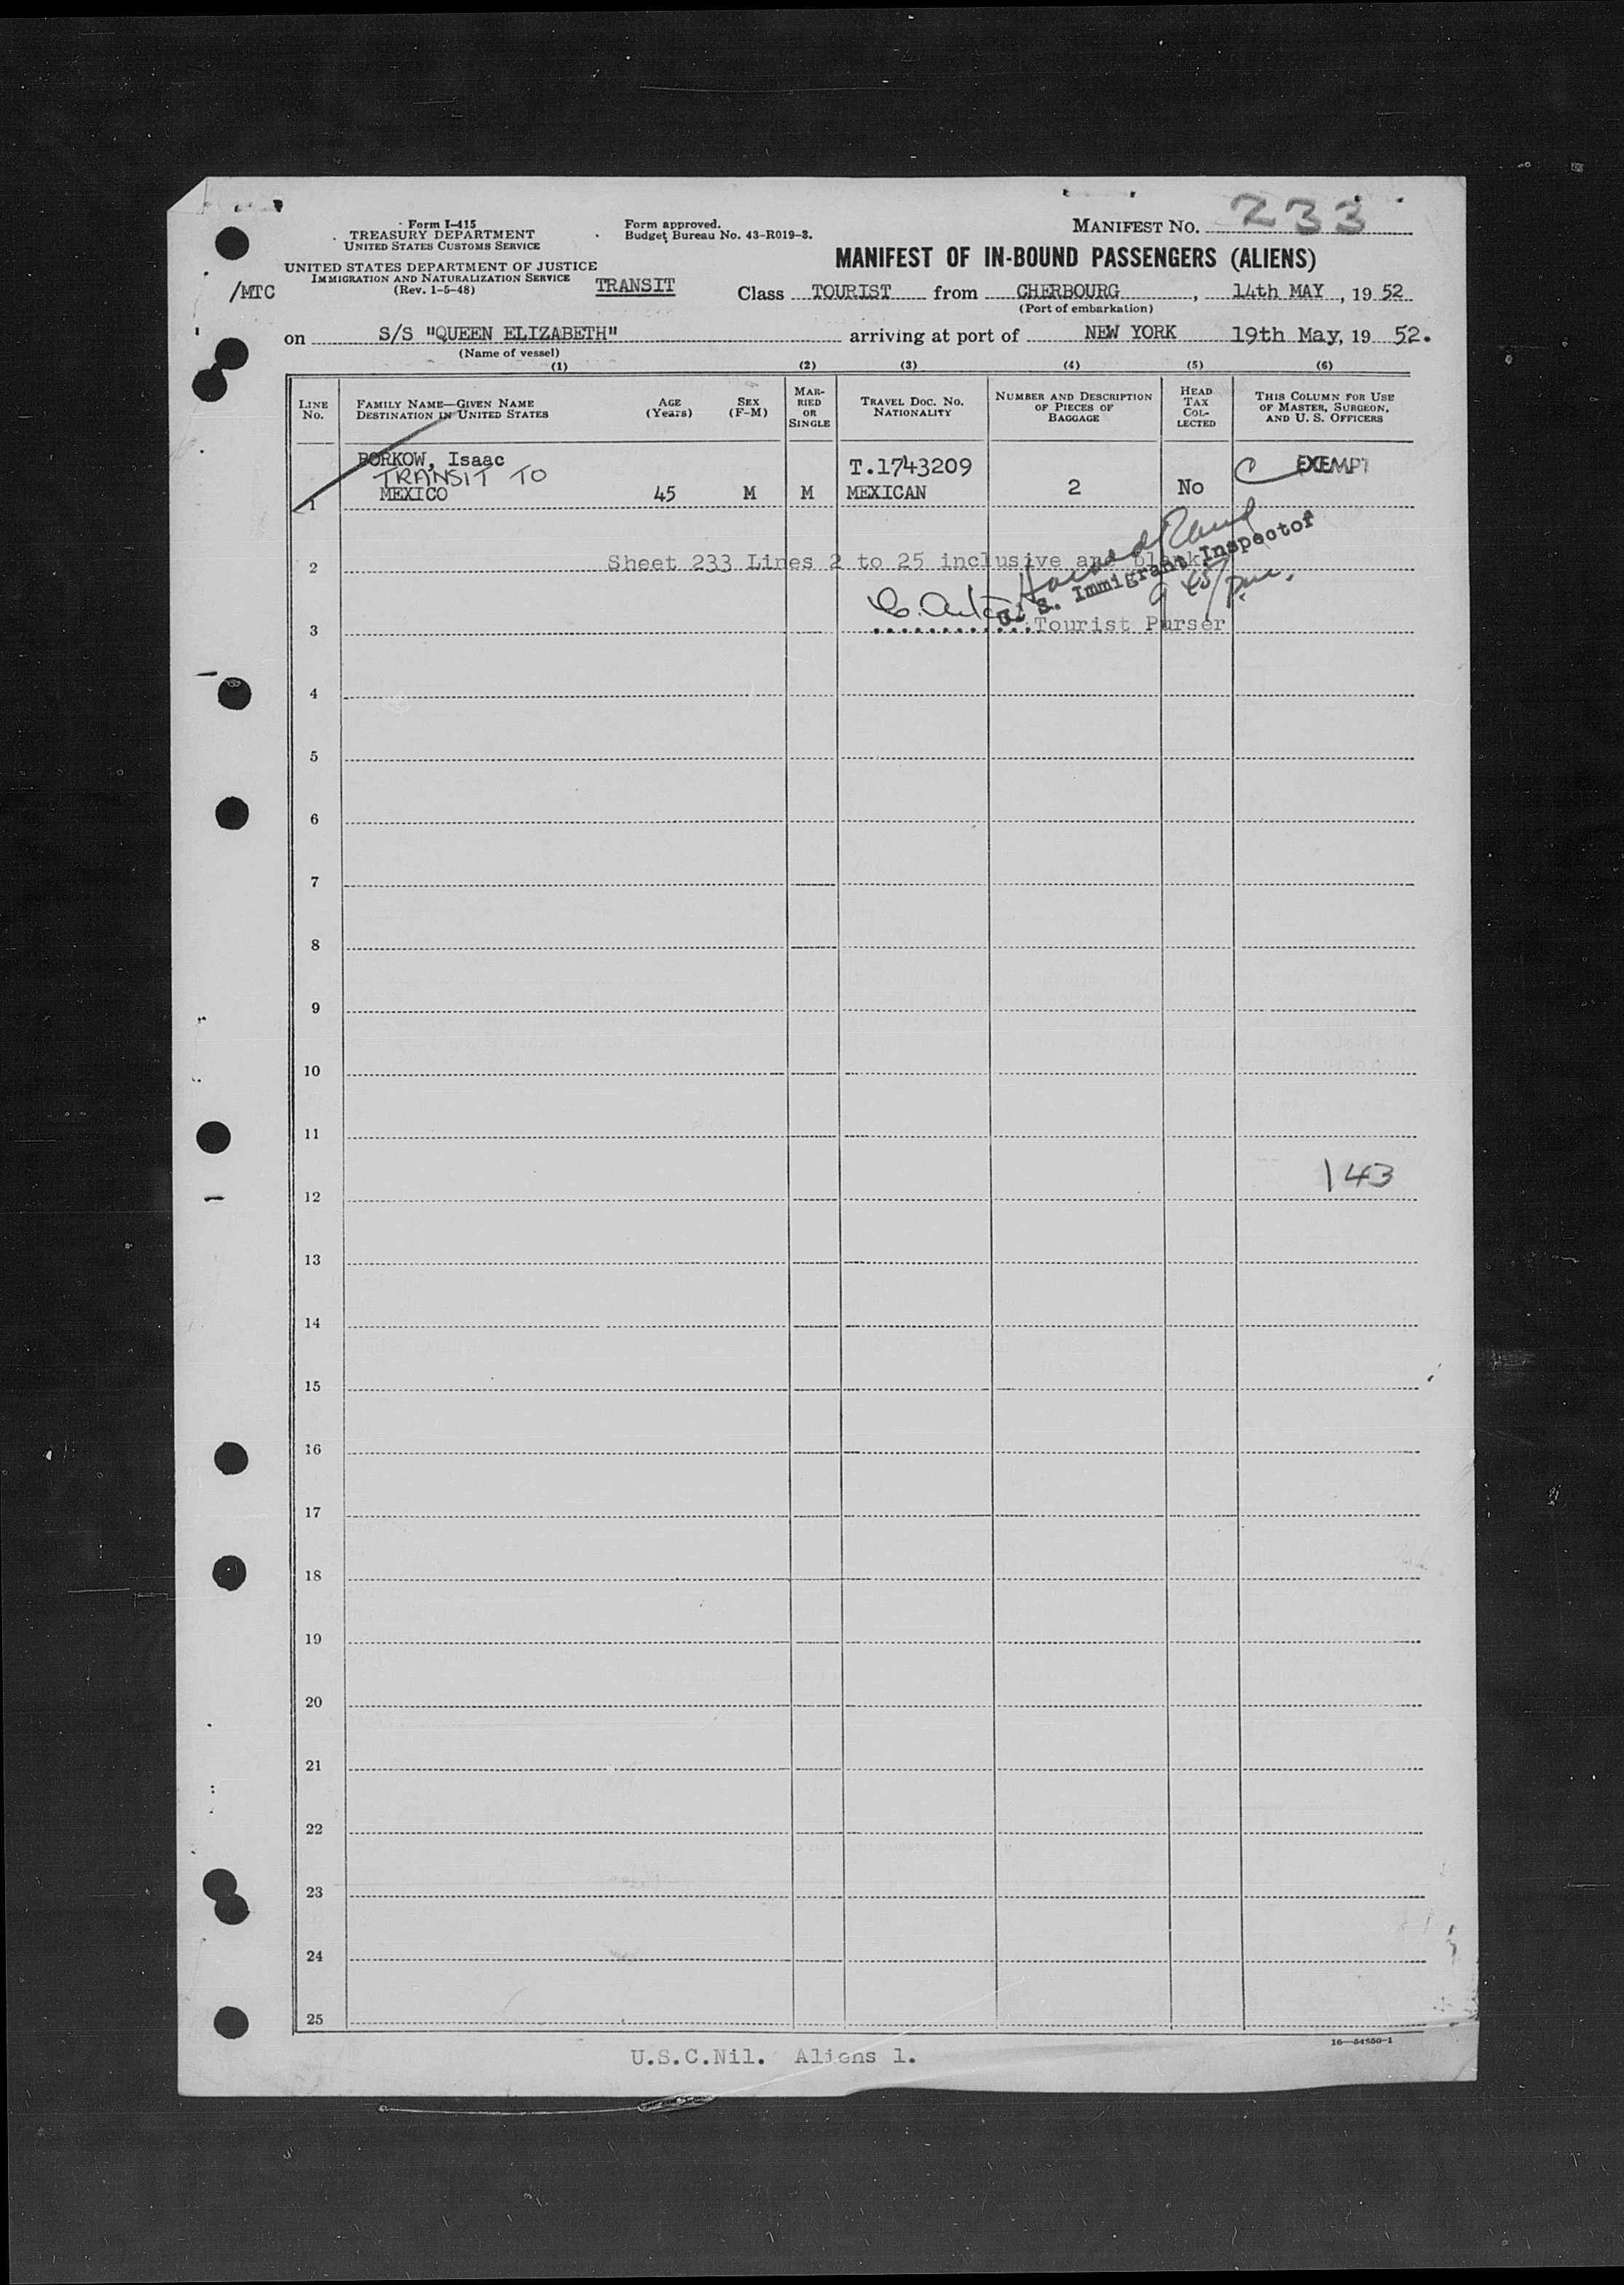 MANIFEST NO. 233
Form I-415
TREASURY DEPARTMENT
UNITED STATES CUSTOMS SERVICE
Form approved.
Budget Bureau No. 43-R019-3.
UNITED STATES DEPARTMENT OF JUSTICE
IMMIGRATION AND NATURALIZATION SERVICE
(Rev. 1-5-48)
MANIFEST OF IN-BOUND PASSENGERS (ALIENS)
/MTC TRANSIT Class TOURIST from CHERBOURG, 14th MAY, 19 52
(Port of embarkation)
on S/S "QUEEN ELIZABETH" arriving at port of NEW YORK 19th May, 19 52.
(Name of vessel)
(1) (2) (3) (4) (5) (6)
LINE NO. FAMILY NAME—GIVEN NAME DESTINATION IN UNITED STATES AGE (Years) SEX (F-M) MARRIED OR SINGLE TRAVEL DOC. NO. NATIONALITY NUMBER AND DESCRIPTION OF PIECES OF BAGGAGE HEAD TAX COLLECTED THIS COLUMN FOR USE OF MASTER, SURGEON, AND U. S. OFFICERS
BORKOW, Isaac T.1743209 C EXEMPT
TRANSIT TO
1 MEXICO 45 M M MEXICAN 2 No
2 Sheet 233 Lines 2 to 25 inclusive are blank
U. S. Immigrant Inspector
9 45/pm.
3 Tourist Purser
4
5
6
7
8
9
10
11
143
12
13
14
15
16
17
18
19
20
21
22
23
24
25
U.S.C.Nil. Aliens 1.